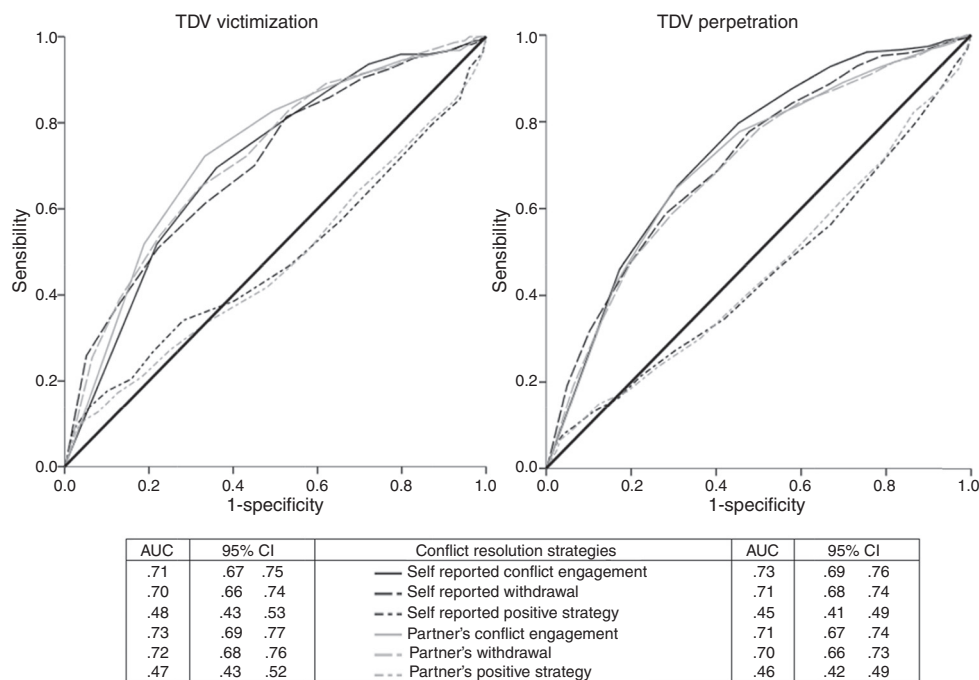 TDV victimization
1.0
0.8
0.6
0.4
0.2
0.0
Sensibility
0.0 0.2 0.4 0.6 0.8 1.0
1-specificity
TDV perpetration
1.0
0.8
0.6
0.4
0.2
0.0
Sensibility
0.0 0.2 0.4 0.6 0.8 1.0
1-specificity
AUC 95% CI Conflict resolution strategies AUC 95% CI
.71 .67 .75 Self reported conflict engagement .73 .69 .76
.70 .66 .74 Self reported withdrawal .71 .68 .74
.48 .43 .53 Self reported positive strategy .45 .41 .49
.73 .69 .77 Partner's conflict engagement .71 .67 .74
.72 .68 .76 Partner's withdrawal .70 .66 .73
.47 .43 .52 Partner's positive strategy .46 .42 .49